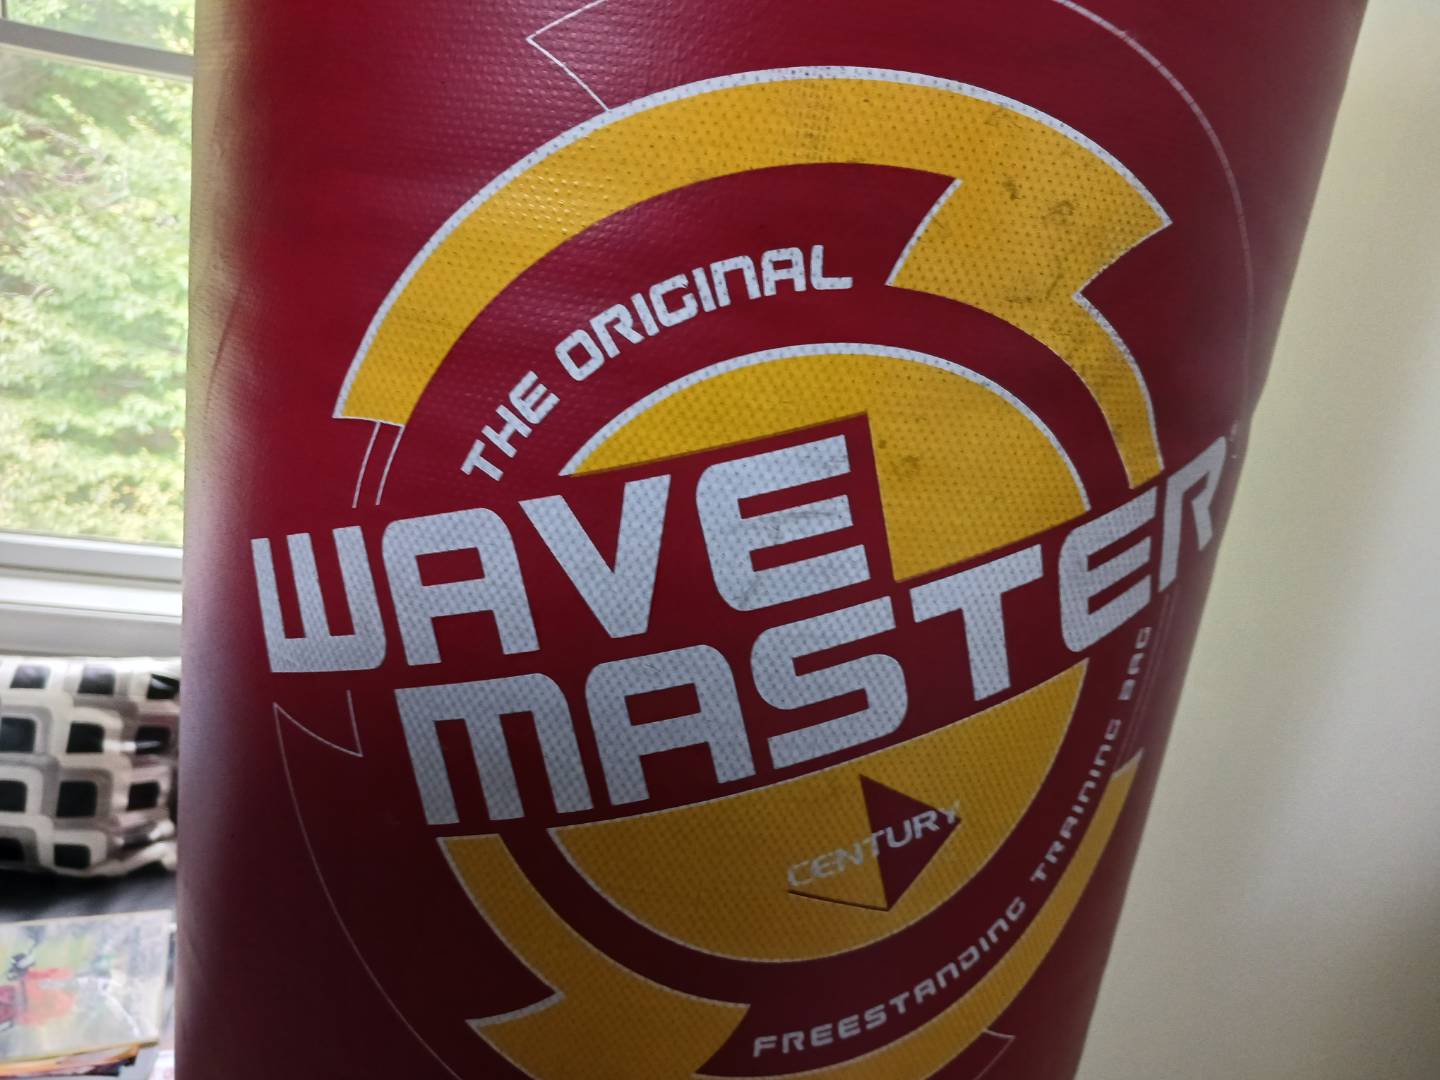 THE ORIGINAL
WAVE
MASTER
CENTURY
FREESTANDING TRAINING BAG